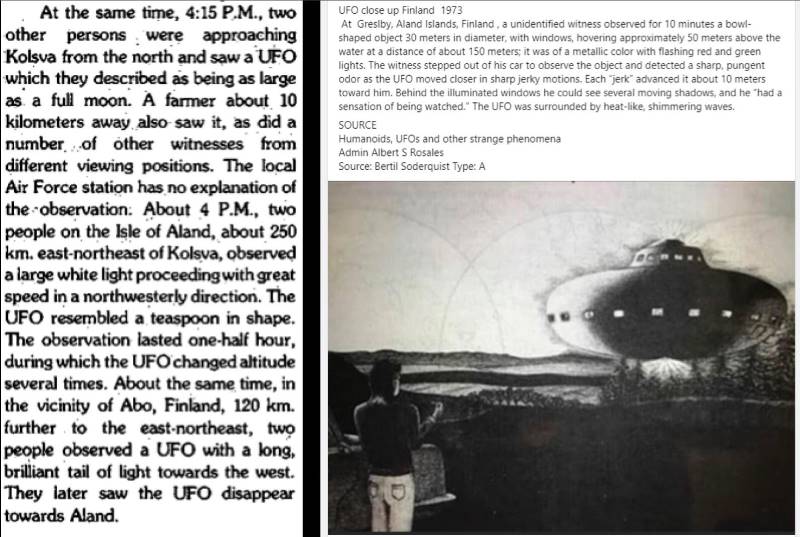 At the same time, 4:15 P.M., two
other persons were approaching
Kolsva from the north and saw a UFO
which they described as being as large
as a full moon. A farmer about 10
kilometers away also saw it, as did a
number of other witnesses from
different viewing positions. The local
Air Force station has no explanation of
the observation. About 4 P.M., two
people on the Isle of Aland, about 250
km. east-northeast of Kolsva, observed
a large white light proceeding with great
speed in a northwesterly direction. The
UFO resembled a teaspoon in shape.
The observation lasted one-half hour,
during which the UFO changed altitude
several times. About the same time, in
the vicinity of Abo, Finland, 120 km.
further to the east-northeast, two
people observed a UFO with a long,
brilliant tail of light towards the west.
They later saw the UFO disappear
towards Aland.
UFO close up Finland 1973
At Greslby, Aland Islands, Finland , a unidentified witness observed for 10 minutes a bowl-
shaped object 30 meters in diameter, with windows, hovering approximately 50 meters above the
water at a distance of about 150 meters; it was of a metallic color with flashing red and green
lights. The witness stepped out of his car to observe the object and detected a sharp, pungent
odor as the UFO moved closer in sharp jerky motions. Each "jerk" advanced it about 10 meters
toward him. Behind the illuminated windows he could see several moving shadows, and he "had a
sensation of being watched." The UFO was surrounded by heat-like, shimmering waves.
SOURCE
Humanoids, UFOs and other strange phenomena
Admin Albert S Rosales
Source: Bertil Soderquist Type: A